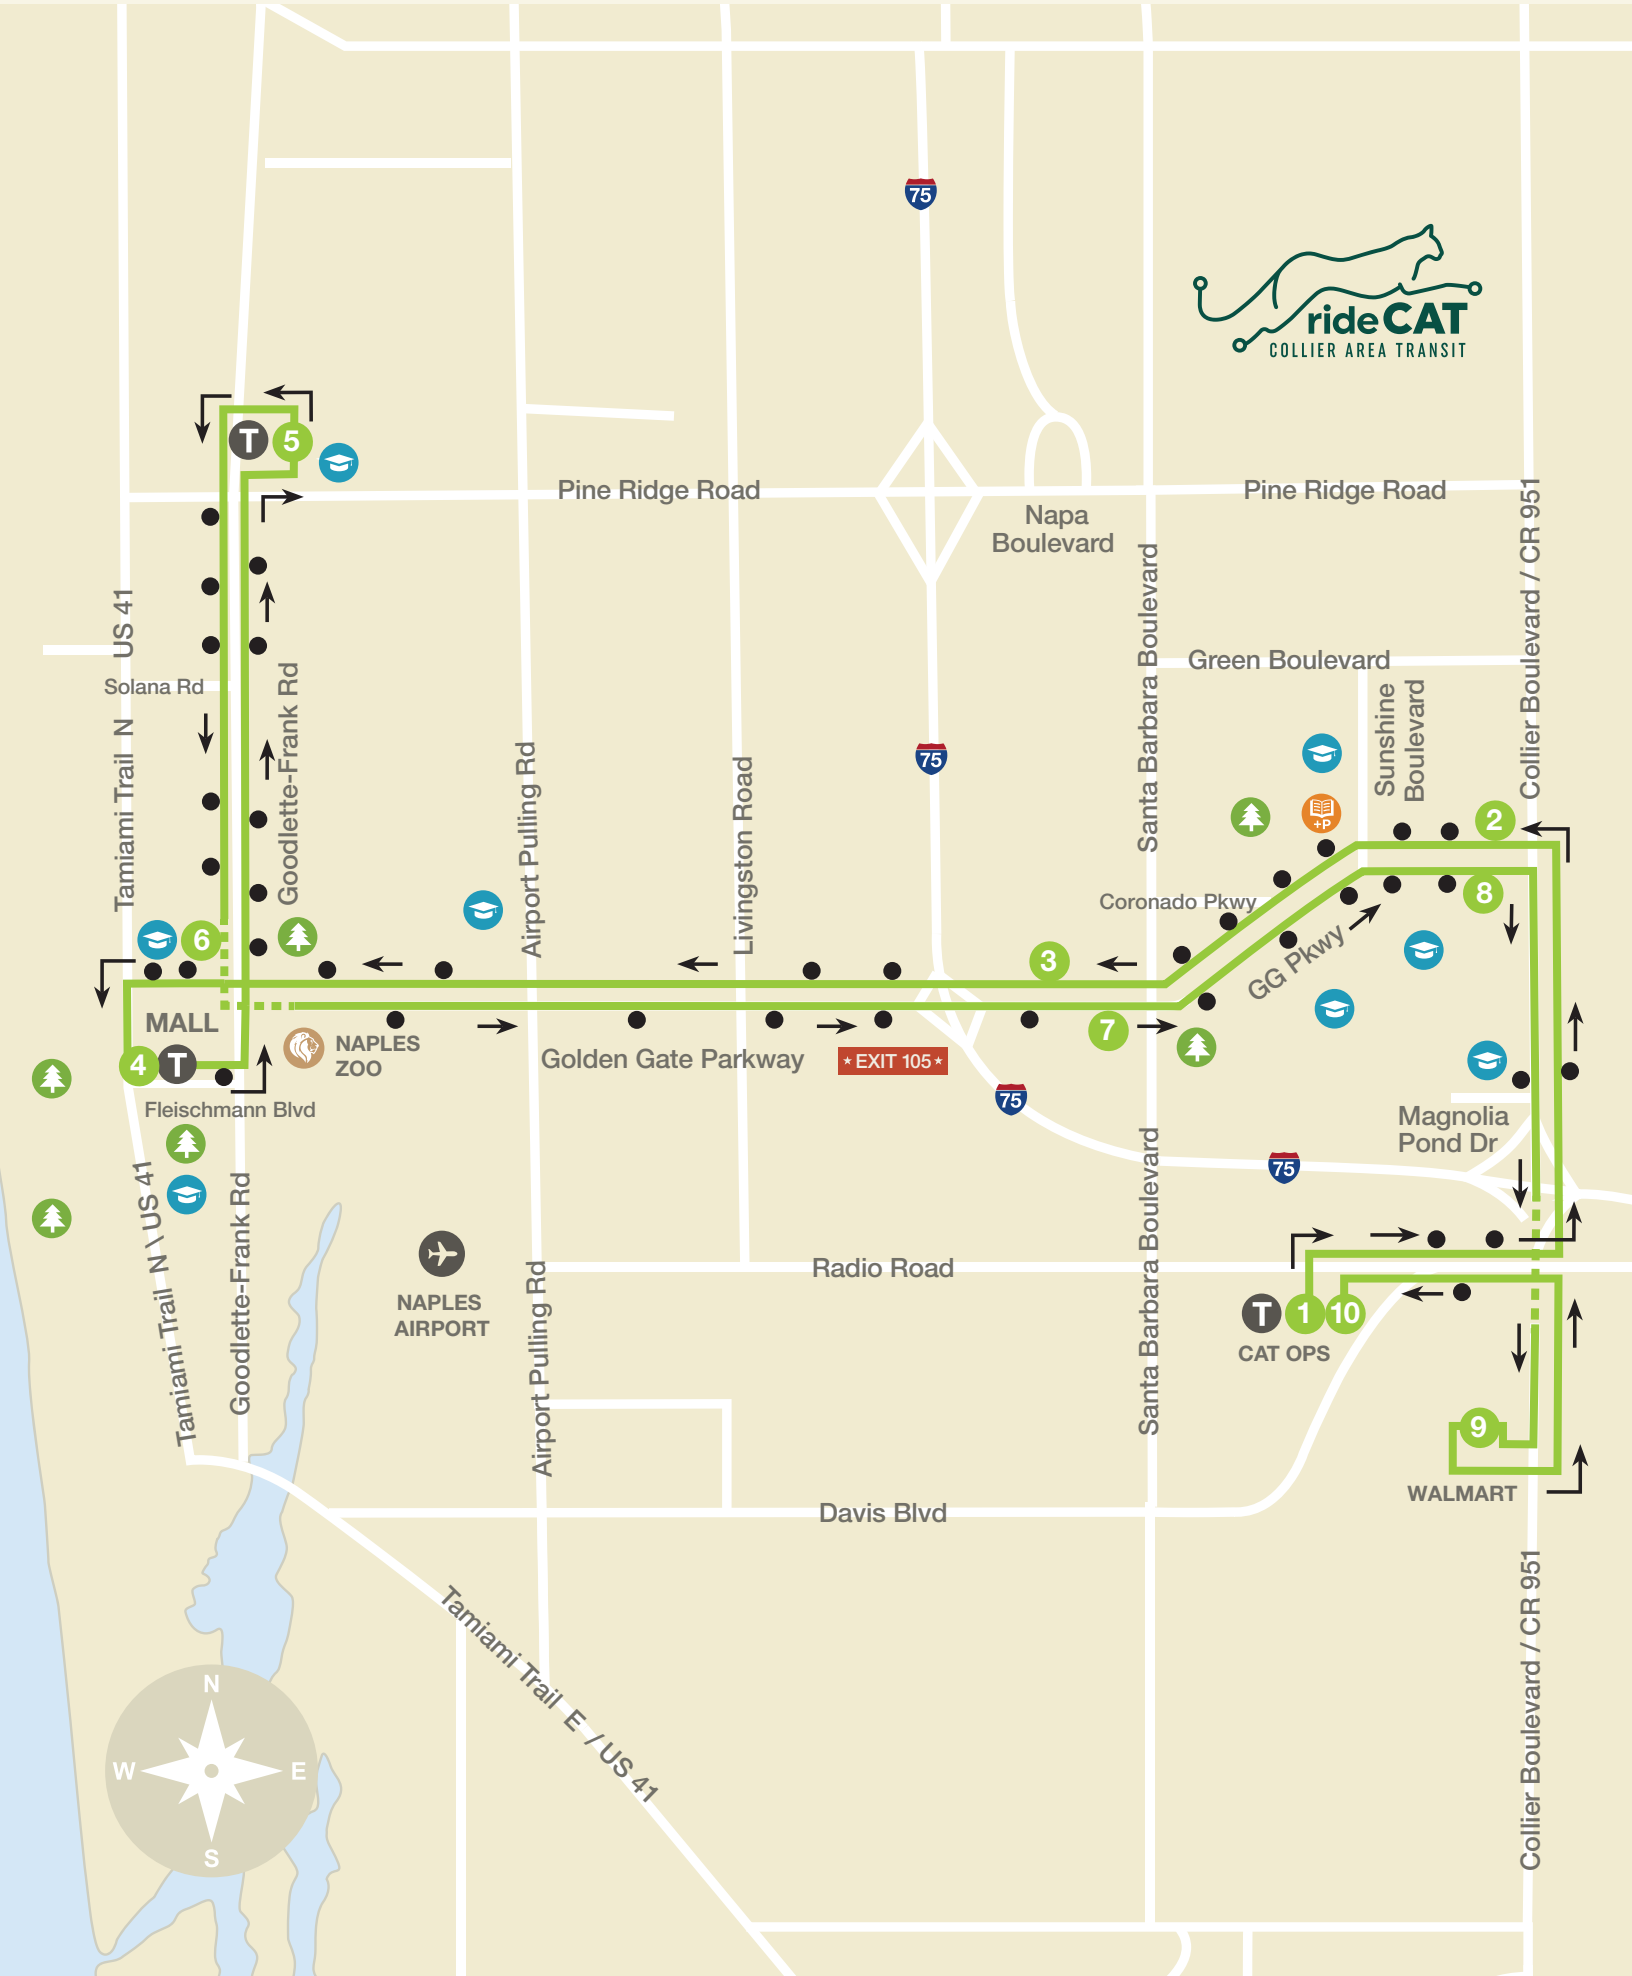 75
rideCAT
COLLIER AREA TRANSIT
T
5
Pine Ridge Road
Pine Ridge Road
Napa
Boulevard
US 41
Solana Rd
Tamiami Trail N
Goodlette-Frank Rd
Airport Pulling Rd
Livingston Road
75
Santa Barbara Boulevard
Green Boulevard
Sunshine
Boulevard
Collier Boulevard / CR 951
+P
2
Coronado Pkwy
8
6
3
GG Pkwy
MALL
4
T
NAPLES
ZOO
Golden Gate Parkway
EXIT 105
7
75
Fleischmann Blvd
Magnolia
Pond Dr
75
Tamiami Trail N \ US 41
Goodlette-Frank Rd
NAPLES
AIRPORT
Airport Pulling Rd
Radio Road
Santa Barbara Boulevard
T
1
10
CAT OPS
9
WALMART
Davis Blvd
Tamiami Trail E / US 41
Collier Boulevard / CR 951
N
W
E
S